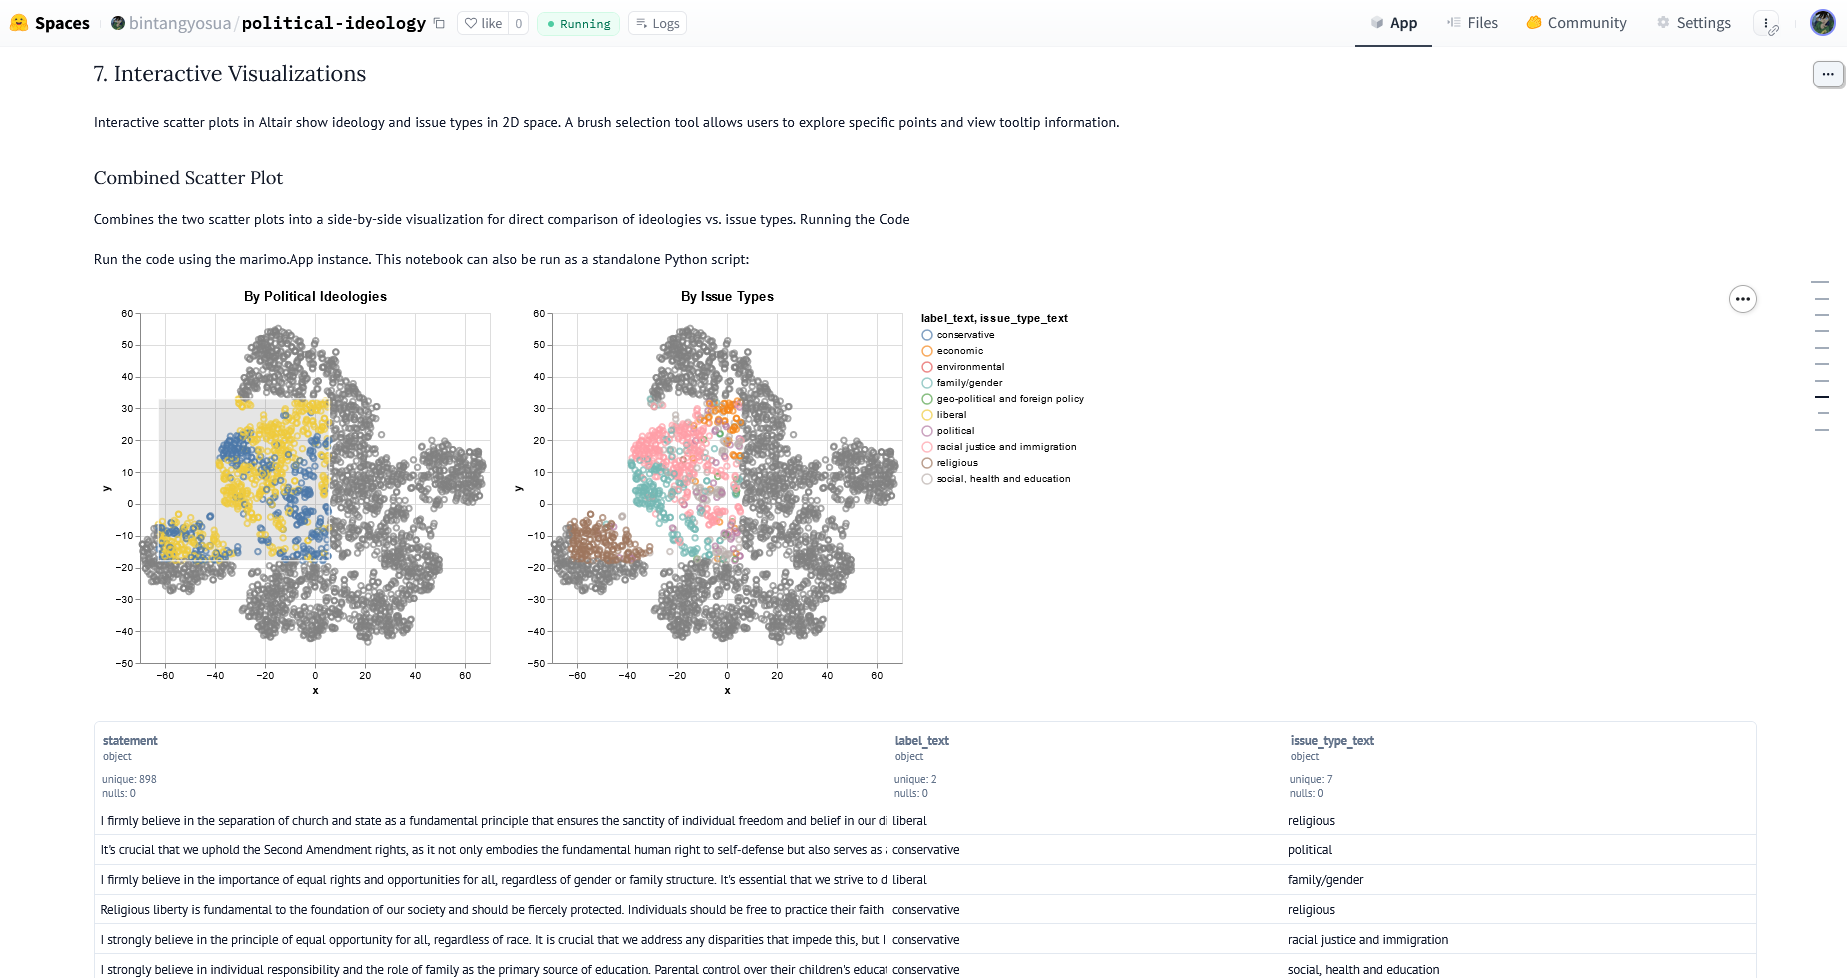 Spaces bintangyosua/political-ideology like 0 Running Logs App Files Community Settings
7. Interactive Visualizations
Interactive scatter plots in Altair show ideology and issue types in 2D space. A brush selection tool allows users to explore specific points and view tooltip information.
Combined Scatter Plot
Combines the two scatter plots into a side-by-side visualization for direct comparison of ideologies vs. issue types. Running the Code
Run the code using the marimo.App instance. This notebook can also be run as a standalone Python script:
By Political Ideologies
60
50
40
30
20
10
0
−10
−20
−30
−40
−50
y
−60 −40 −20 0 20 40 60
x
By Issue Types
60
50
40
30
20
10
0
−10
−20
−30
−40
−50
y
−60 −40 −20 0 20 40 60
x
label_text, issue_type_text
conservative
economic
environmental
family/gender
geo-political and foreign policy
liberal
political
racial justice and immigration
religious
social, health and education
statement label_text issue_type_text
object object object
unique: 898 unique: 2 unique: 7
nulls: 0 nulls: 0 nulls: 0
I firmly believe in the separation of church and state as a fundamental principle that ensures the sanctity of individual freedom and belief in our di liberal religious
It's crucial that we uphold the Second Amendment rights, as it not only embodies the fundamental human right to self-defense but also serves as conservative political
I firmly believe in the importance of equal rights and opportunities for all, regardless of gender or family structure. It's essential that we strive to d liberal family/gender
Religious liberty is fundamental to the foundation of our society and should be fiercely protected. Individuals should be free to practice their faith conservative religious
I strongly believe in the principle of equal opportunity for all, regardless of race. It is crucial that we address any disparities that impede this, but I conservative racial justice and immigration
I strongly believe in individual responsibility and the role of family as the primary source of education. Parental control over their children's educat conservative social, health and education